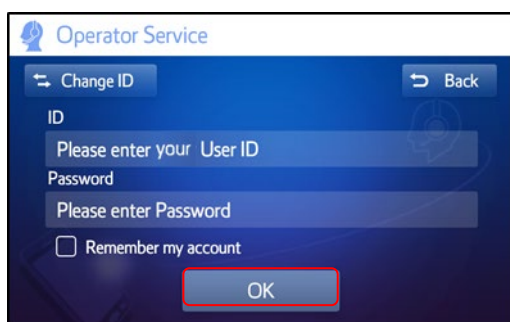 Operator Service
Change ID
Back
ID
Please enter your User ID
Password
Please enter Password
Remember my account
OK